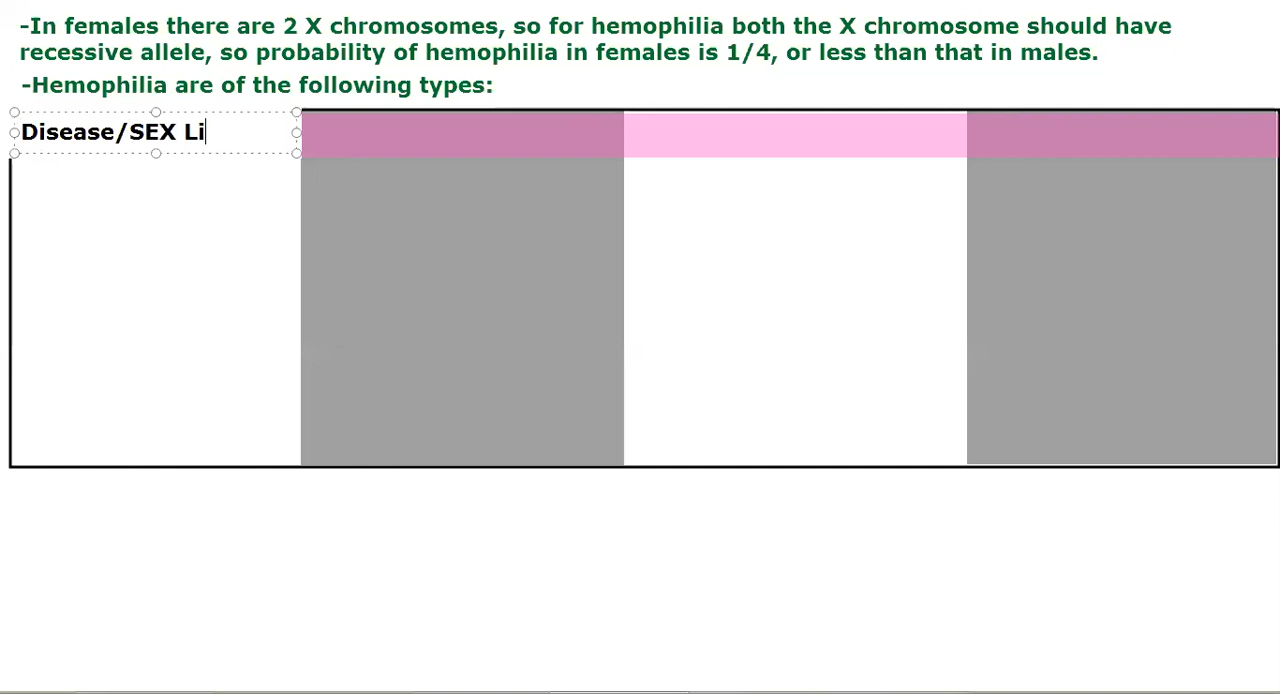 -In females there are 2 X chromosomes, so for hemophilia both the X chromosome should have
recessive allele, so probability of hemophilia in females is 1/4, or less than that in males.
-Hemophilia are of the following types:
Disease/SEX Li